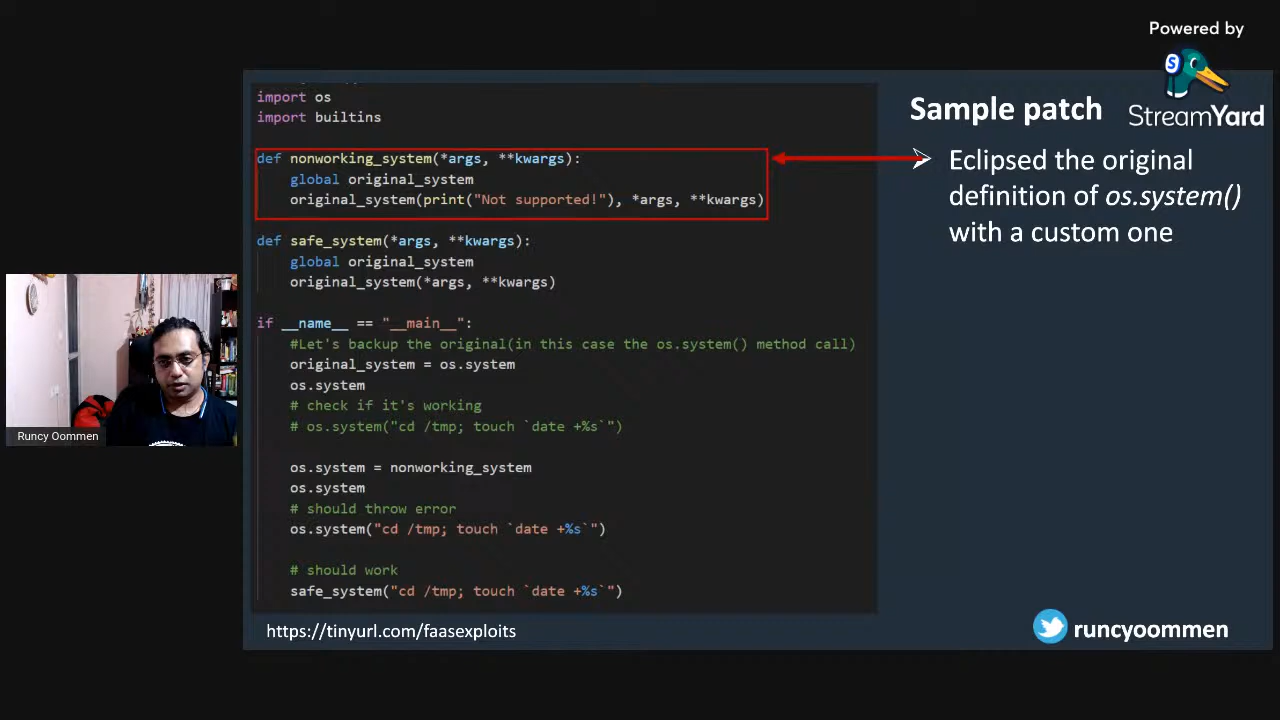 Powered by
StreamYard
import os
import builtins
def nonworking_system(*args, **kwargs):
    global original_system
    original_system(print("Not supported!"), *args, **kwargs)
def safe_system(*args, **kwargs):
    global original_system
    original_system(*args, **kwargs)
if __name__ == "__main__":
    #Let's backup the original(in this case the os.system() method call)
    original_system = os.system
    os.system
    # check if it's working
    # os.system("cd /tmp; touch `date +%s`")
    os.system = nonworking_system
    os.system
    # should throw error
    os.system("cd /tmp; touch `date +%s`")
    # should work
    safe_system("cd /tmp; touch `date +%s`")
Sample patch
➢ Eclipsed the original
definition of os.system()
with a custom one
https://tinyurl.com/faasexploits
runcyoommen
Runcy Oommen